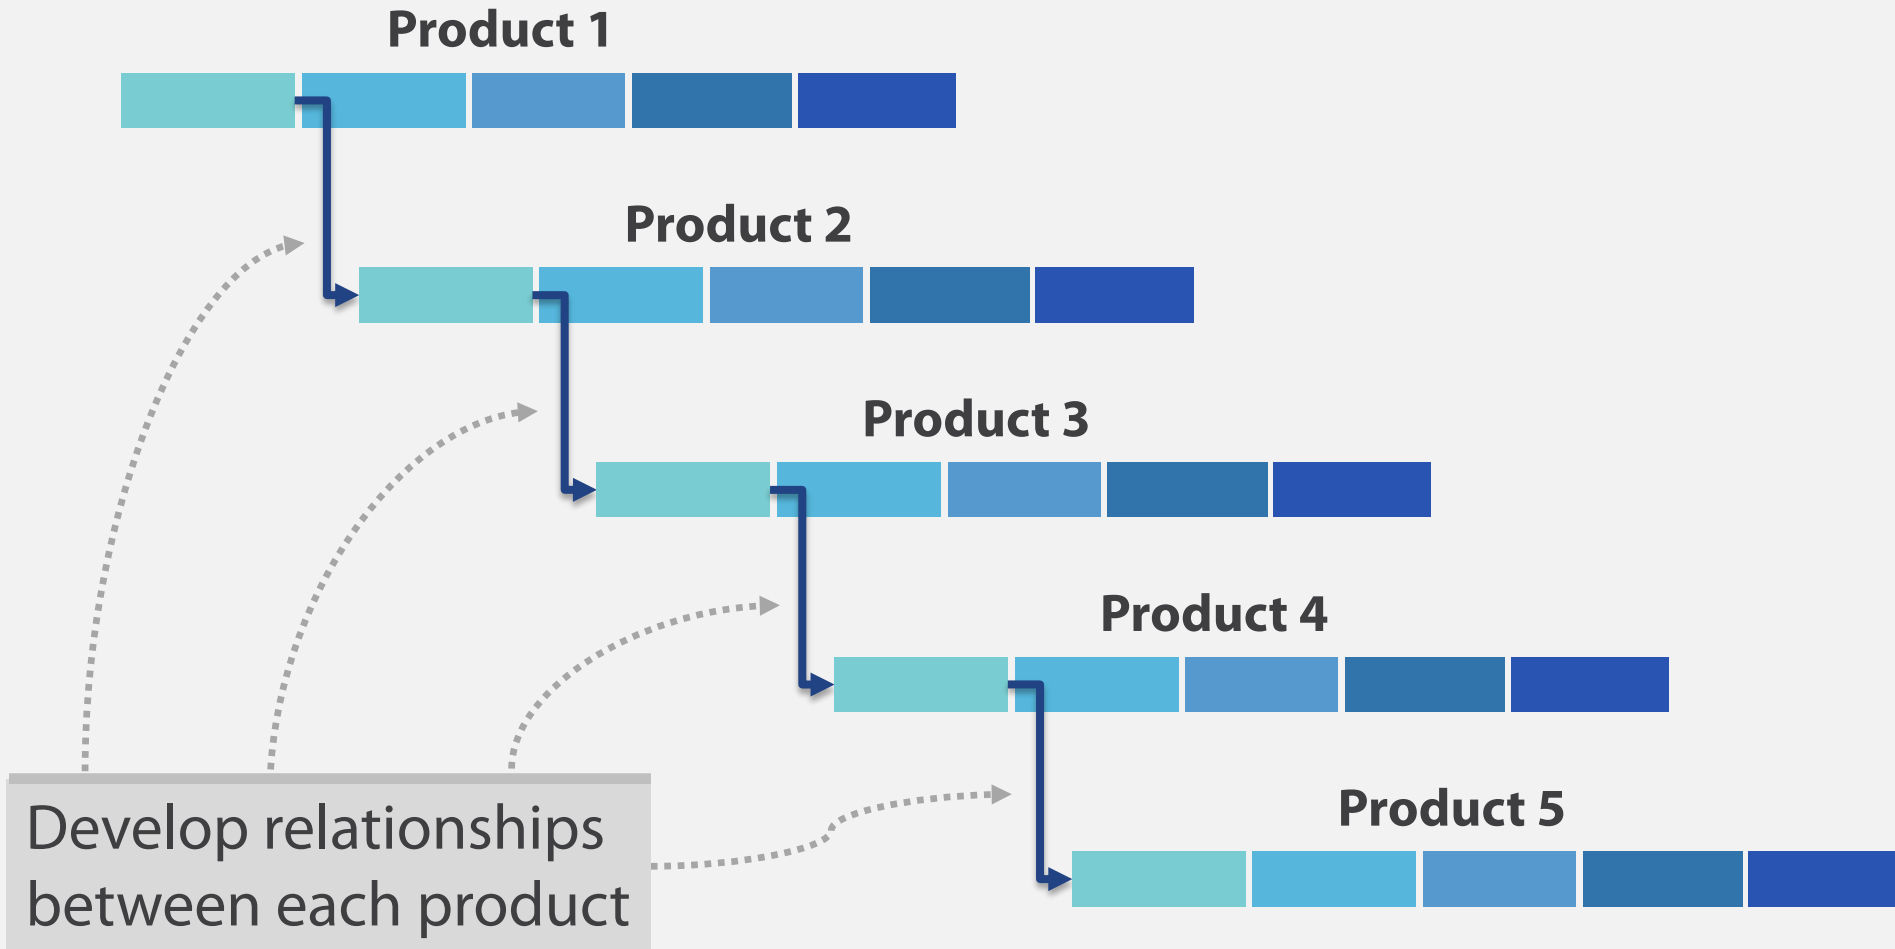 Product 1
Product 2
Product 3
Product 4
Product 5
Develop relationships
between each product